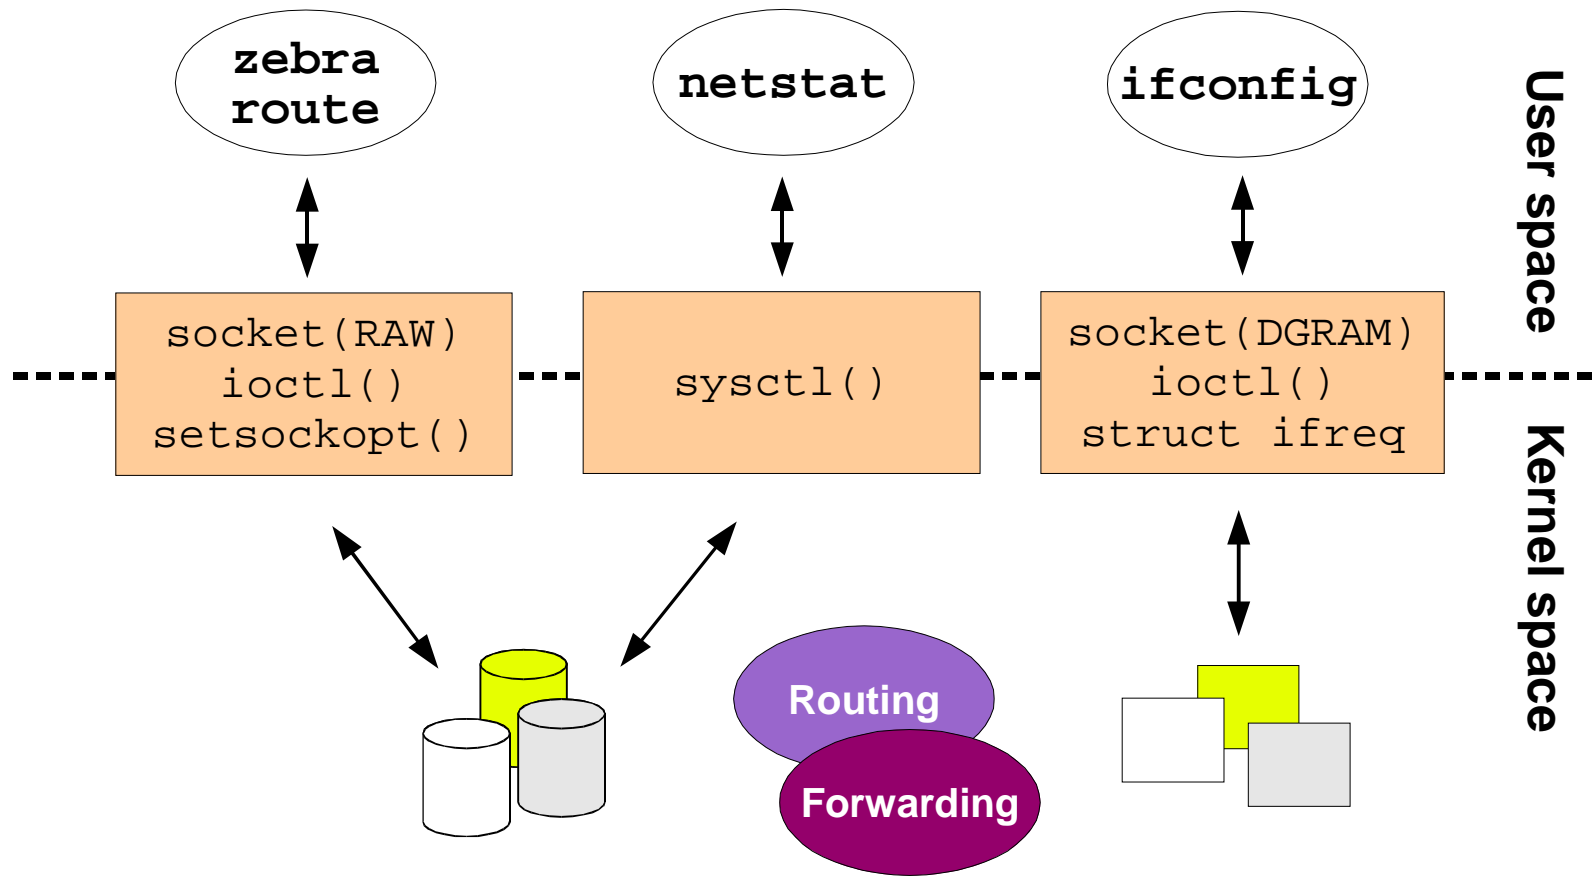 zebra
route
netstat
ifconfig
User space
socket(RAW)
ioctl()
setsockopt()
sysctl()
socket(DGRAM)
ioctl()
struct ifreq
Kernel space
Routing
Forwarding